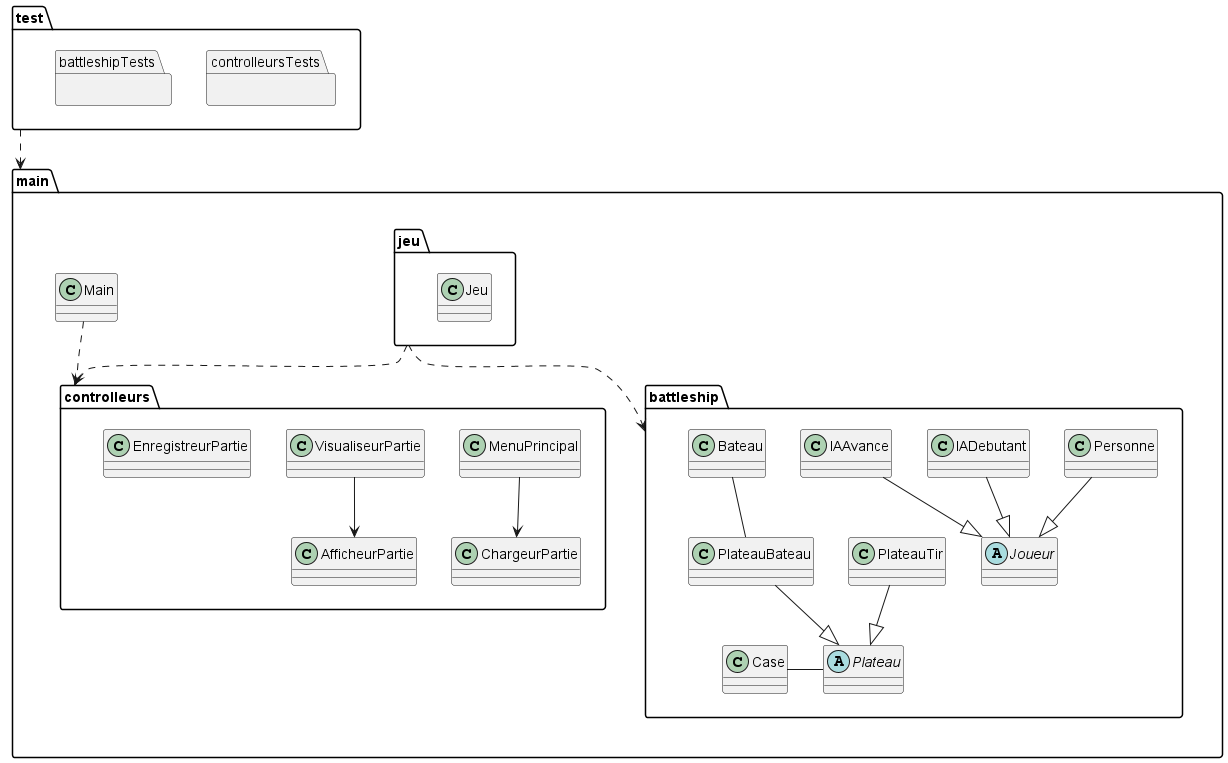 test
battleshipTests
controlleursTests
main
jeu
C Main
C Jeu
controlleurs
battleship
C EnregistreurPartie
C VisualiseurPartie
C MenuPrincipal
C Bateau
C IAAvance
C IADebutant
C Personne
C AfficheurPartie
C ChargeurPartie
C PlateauBateau
C PlateauTir
A Joueur
C Case
A Plateau